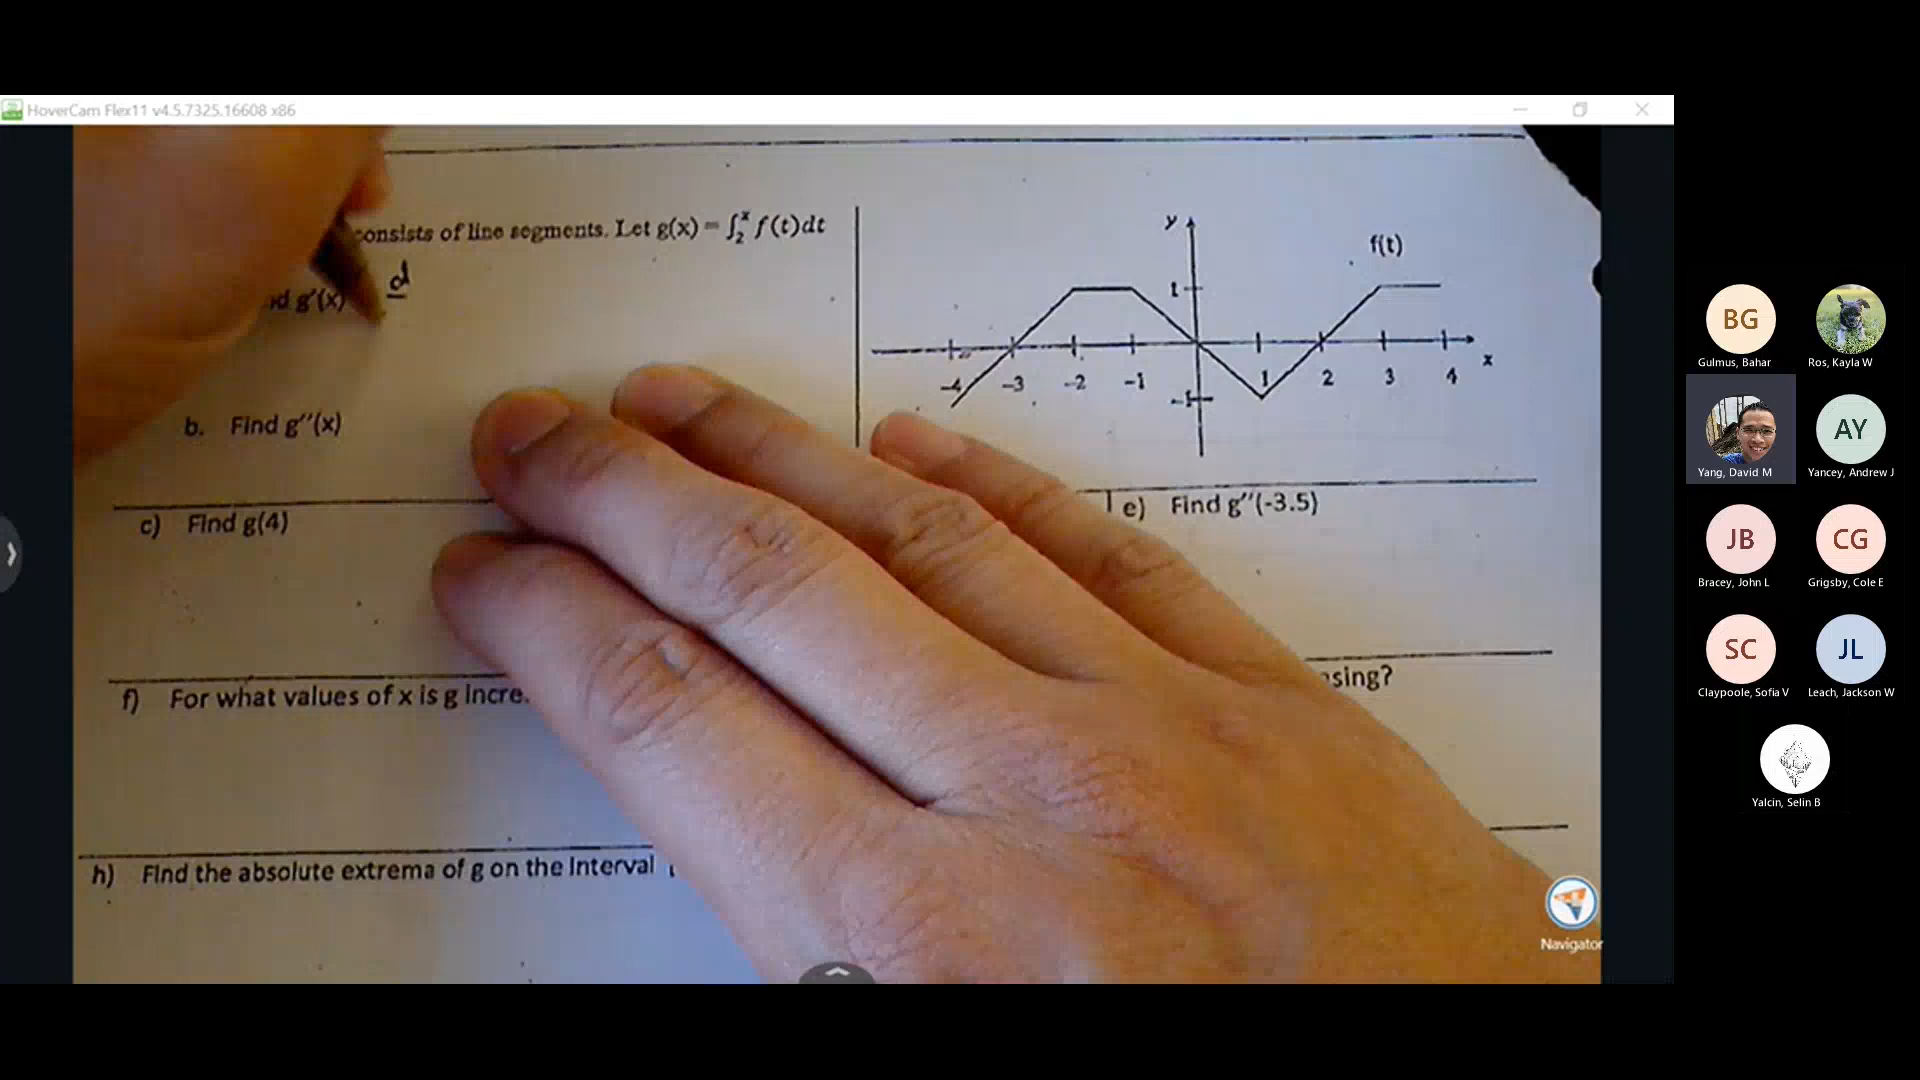 HoverCam Flex11 v4.5.7325.16608 x86
consists of line segments. Let g(x) = ∫₂ˣ f(t)dt
g'(x)
d
b. Find g''(x)
y
f(t)
1
-4 -3 -2 -1 1 2 3 4 x
-1
c) Find g(4)
e) Find g''(-3.5)
f) For what values of x is g
h) Find the absolute extrema of g on the interval
Navigator
BG
Gulmus, Bahar
Ros, Kayla W
Yang, David M
AY
Yancey, Andrew J
JB
Bracey, John L
CG
Grigsby, Cole E
SC
Claypoole, Sofia V
JL
Leach, Jackson W
Yalcin, Selin B